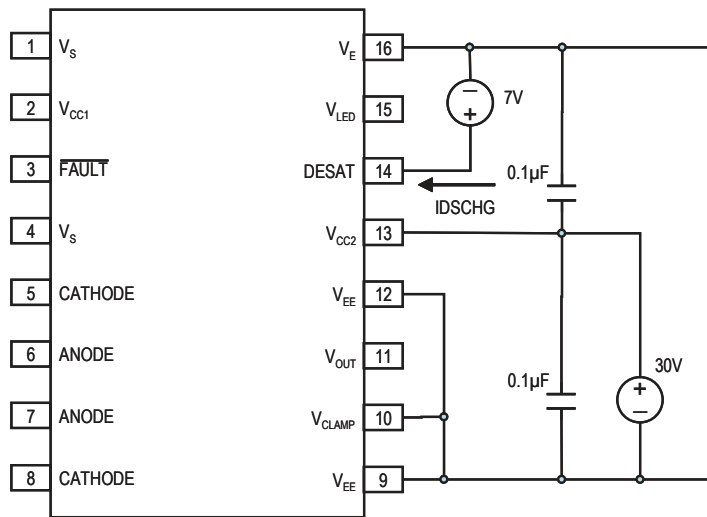 1 V_S
2 V_CC1
3 FAULT
4 V_S
5 CATHODE
6 ANODE
7 ANODE
8 CATHODE
V_E 16
V_LED 15
DESAT 14
V_CC2 13
V_EE 12
V_OUT 11
V_CLAMP 10
V_EE 9
7V
IDSCHG
0.1µF
0.1µF
30V